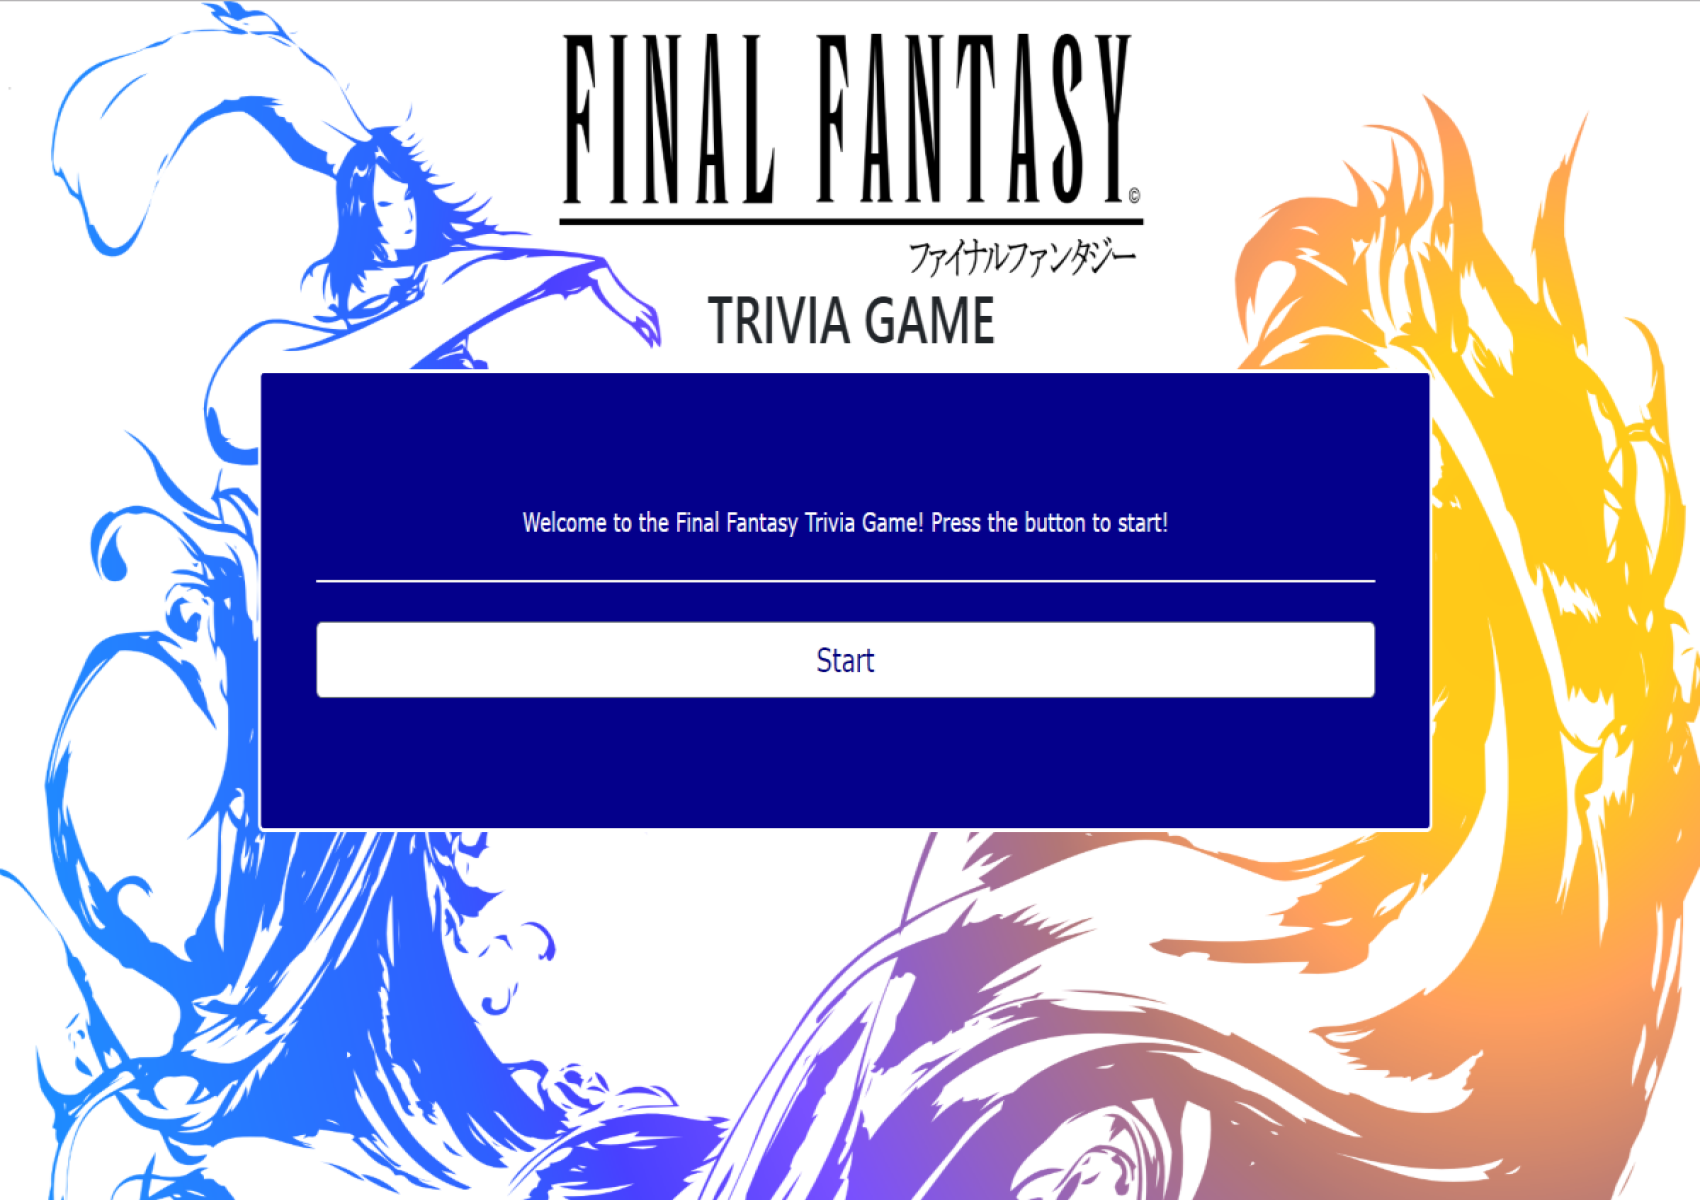 FINAL FANTASY©
ファイナルファンタジー
TRIVIA GAME
Welcome to the Final Fantasy Trivia Game! Press the button to start!
Start